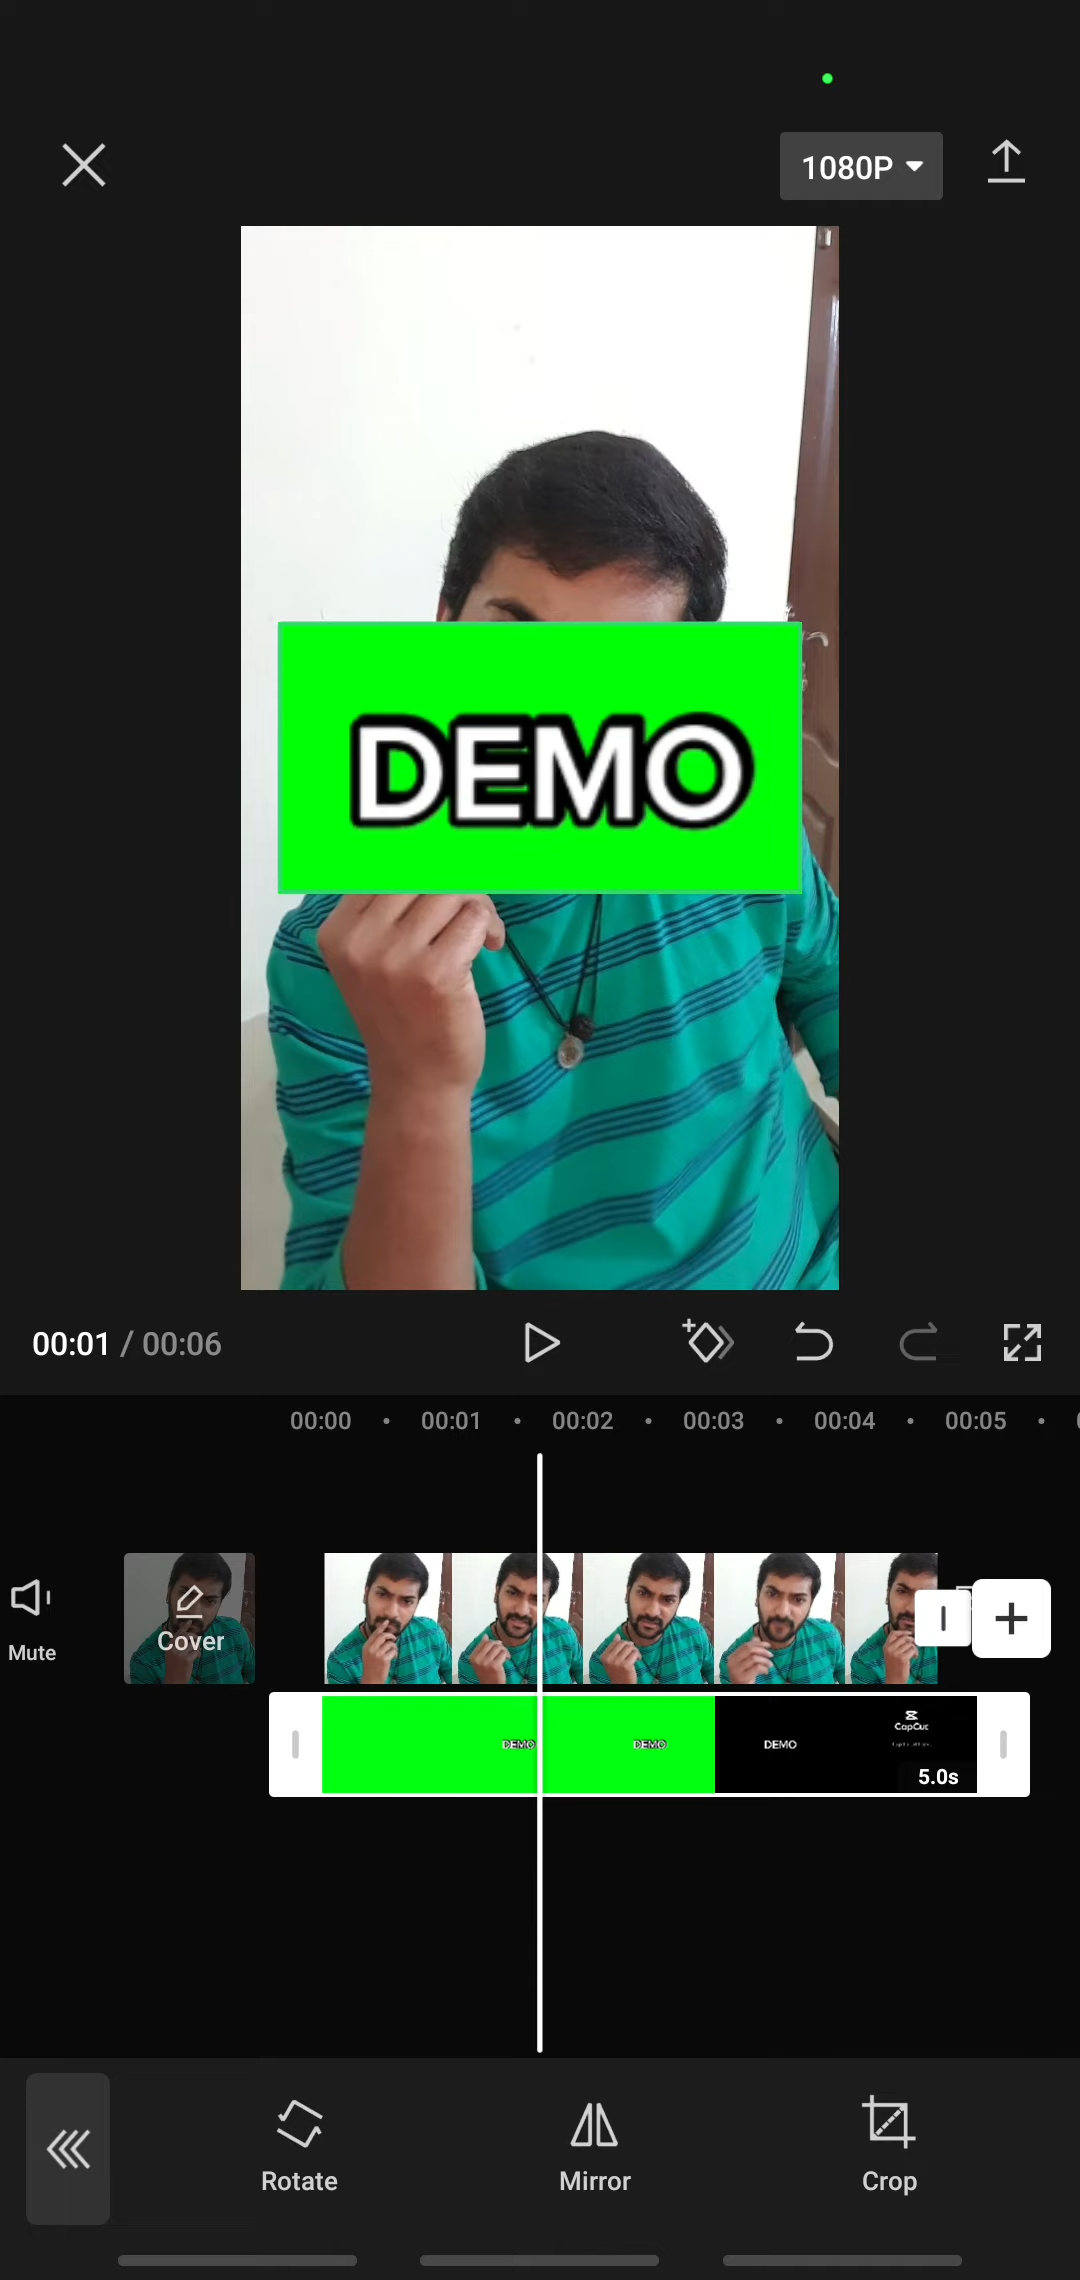 1080P
DEMO
00:01 / 00:06
00:00 00:01 00:02 00:03 00:04 00:05
Mute
Cover
DEMO DEMO DEMO CapCut
5.0s
Rotate Mirror Crop